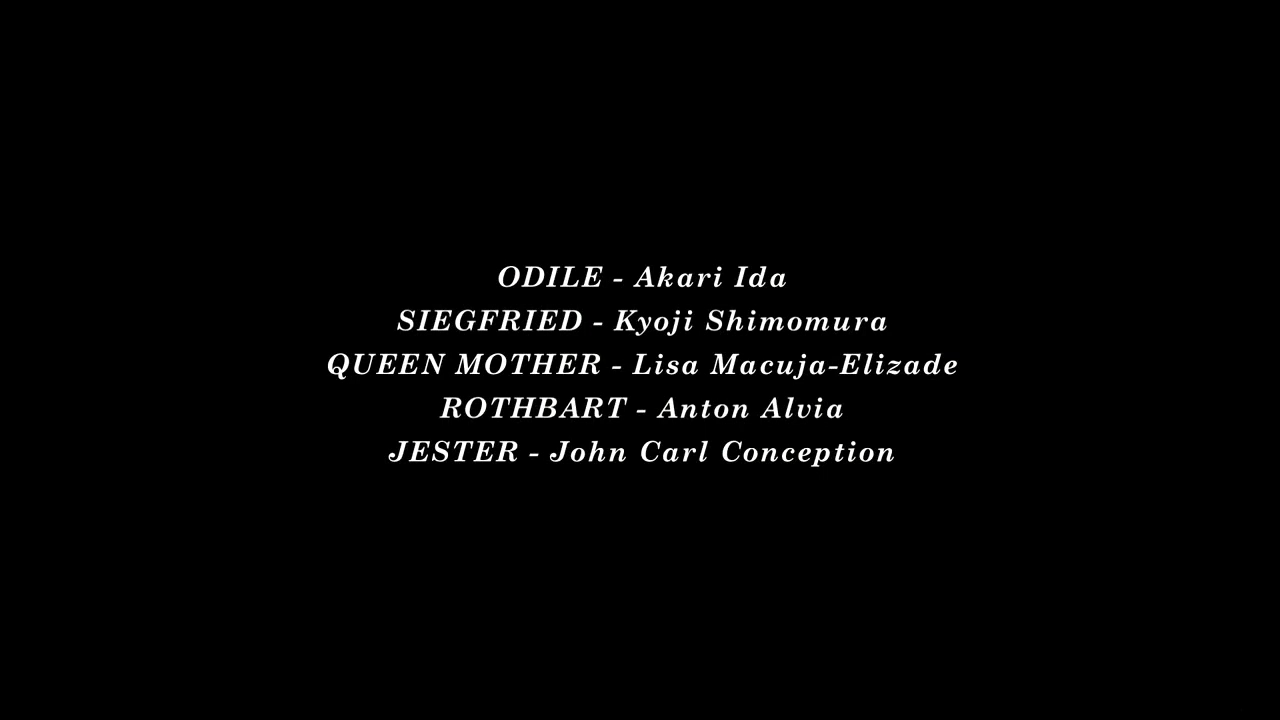 ODILE - Akari Ida
SIEGFRIED - Kyoji Shimomura
QUEEN MOTHER - Lisa Macuja-Elizade
ROTHBART - Anton Alvia
JESTER - John Carl Conception